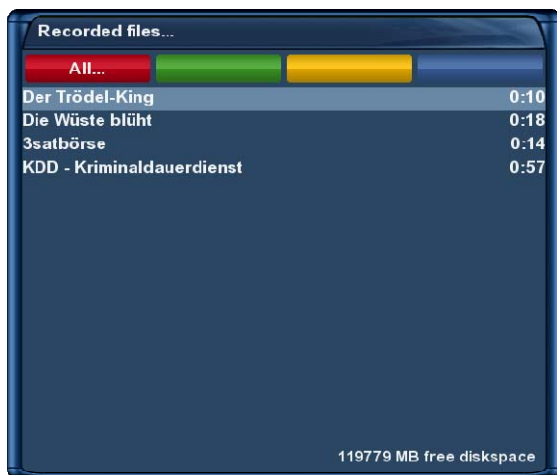 Recorded files...
All...
Der Trödel-King 0:10
Die Wüste blüht 0:18
3satbörse 0:14
KDD - Kriminaldauerdienst 0:57
119779 MB free diskspace